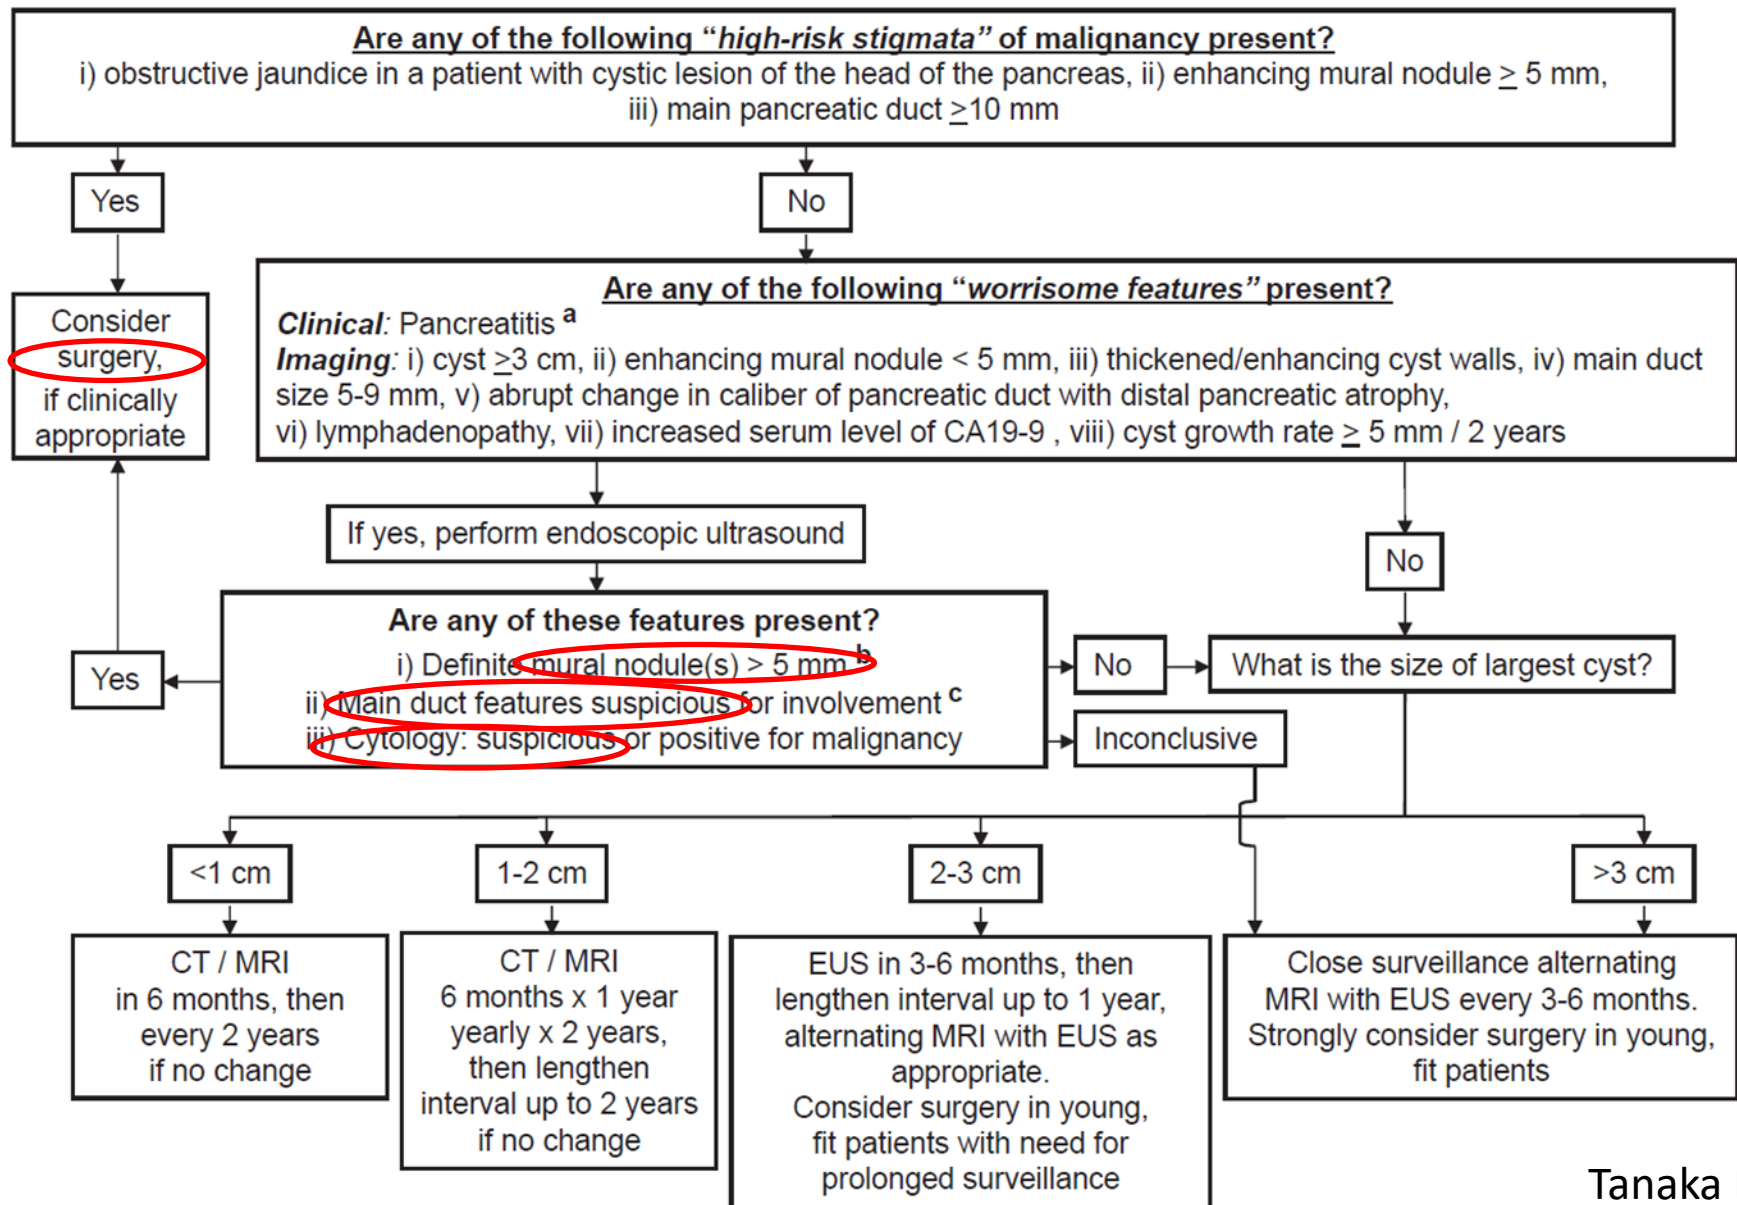 Are any of the following “high-risk stigmata” of malignancy present?
i) obstructive jaundice in a patient with cystic lesion of the head of the pancreas, ii) enhancing mural nodule ≥ 5 mm,
iii) main pancreatic duct ≥10 mm
Yes
No
Consider
surgery,
if clinically
appropriate
Are any of the following “worrisome features” present?
Clinical: Pancreatitis a
Imaging: i) cyst ≥3 cm, ii) enhancing mural nodule < 5 mm, iii) thickened/enhancing cyst walls, iv) main duct
size 5-9 mm, v) abrupt change in caliber of pancreatic duct with distal pancreatic atrophy,
vi) lymphadenopathy, vii) increased serum level of CA19-9 , viii) cyst growth rate ≥ 5 mm / 2 years
If yes, perform endoscopic ultrasound
No
Are any of these features present?
i) Definite mural nodule(s) > 5 mm b
ii) Main duct features suspicious for involvement c
iii) Cytology: suspicious or positive for malignancy
Yes
No
What is the size of largest cyst?
Inconclusive
<1 cm
1-2 cm
2-3 cm
>3 cm
CT / MRI
in 6 months, then
every 2 years
if no change
CT / MRI
6 months x 1 year
yearly x 2 years,
then lengthen
interval up to 2 years
if no change
EUS in 3-6 months, then
lengthen interval up to 1 year,
alternating MRI with EUS as
appropriate.
Consider surgery in young,
fit patients with need for
prolonged surveillance
Close surveillance alternating
MRI with EUS every 3-6 months.
Strongly consider surgery in young,
fit patients
Tanaka